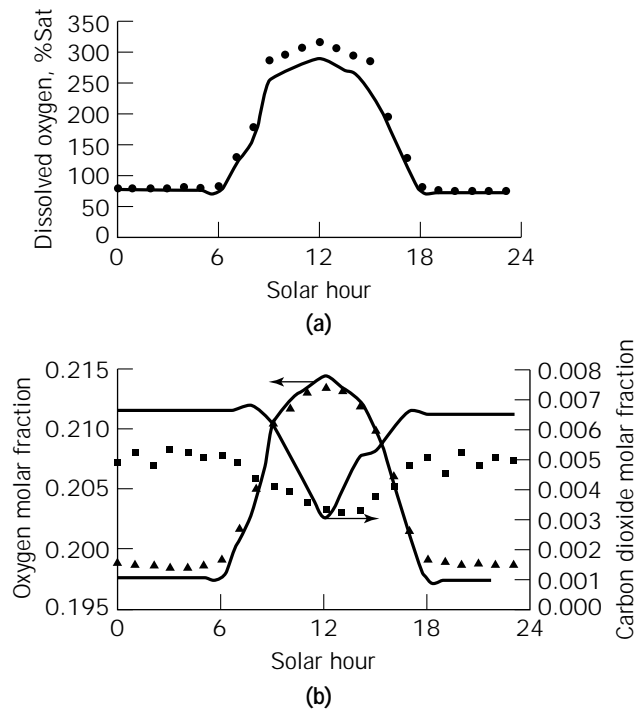 Dissolved oxygen, %Sat
350
300
250
200
150
100
50
0
0 6 12 18 24
Solar hour
(a)
Oxygen molar fraction
0.215
0.210
0.205
0.200
0.195
0.008
0.007
0.006
0.005
0.004
0.003
0.002
0.001
0.000
Carbon dioxide molar fraction
0 6 12 18 24
Solar hour
(b)